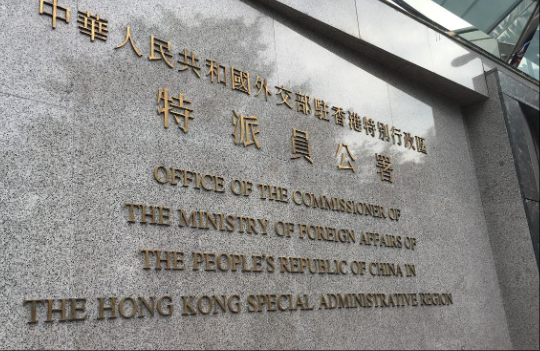 中華人民共和國外交部駐香港特別行政區
特派員公署
OFFICE OF THE COMMISSIONER OF
THE MINISTRY OF FOREIGN AFFAIRS OF
THE PEOPLE'S REPUBLIC OF CHINA IN
THE HONG KONG SPECIAL ADMINISTRATIVE REGION